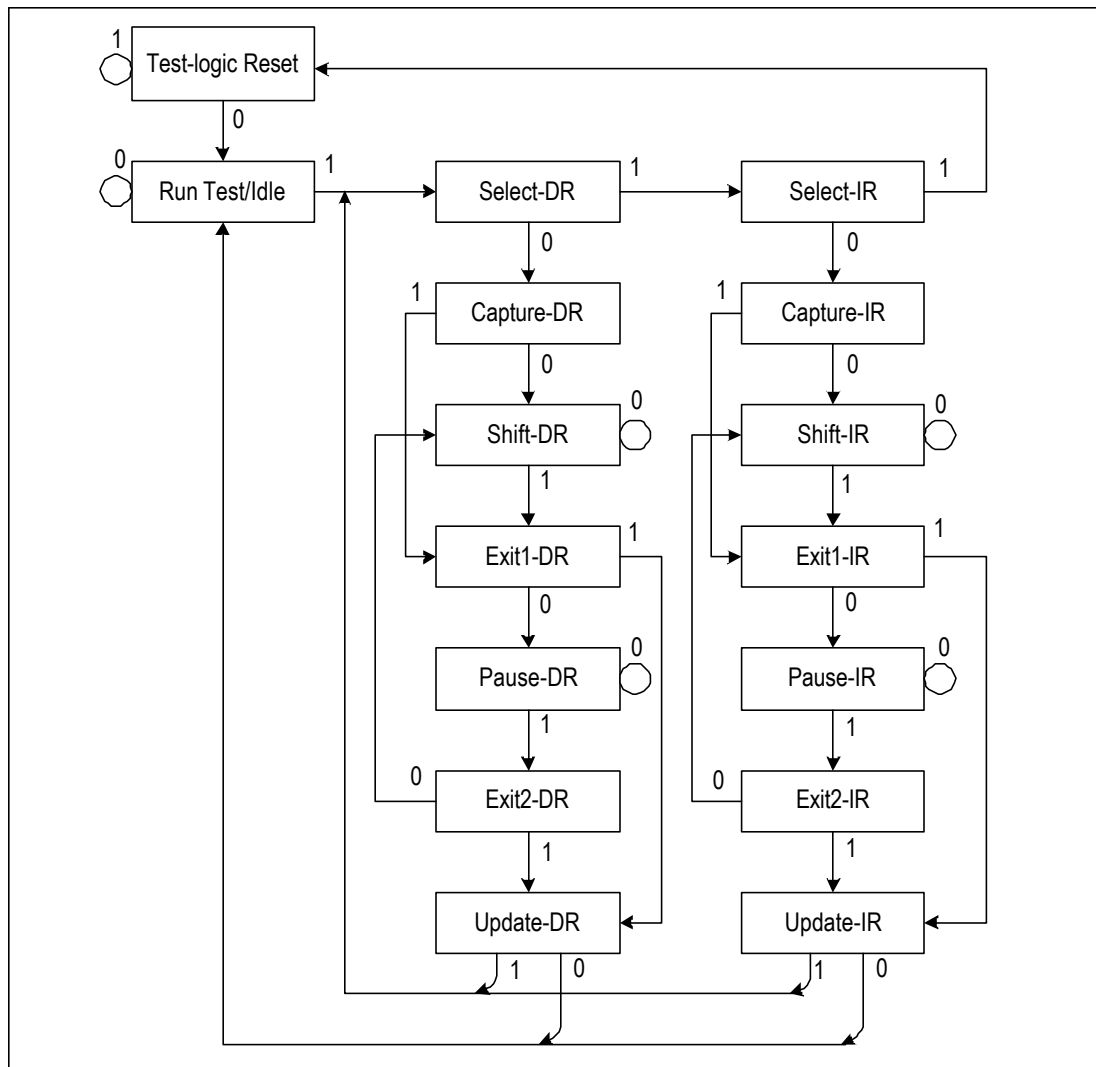 1
Test-logic Reset
0
0
Run Test/Idle
1
Select-DR
1
Select-IR
1
0
0
1
Capture-DR
1
Capture-IR
0
0
Shift-DR
0
Shift-IR
0
1
1
Exit1-DR
1
Exit1-IR
1
0
0
Pause-DR
0
Pause-IR
0
1
1
0
Exit2-DR
0
Exit2-IR
1
1
Update-DR
Update-IR
1
0
1
0